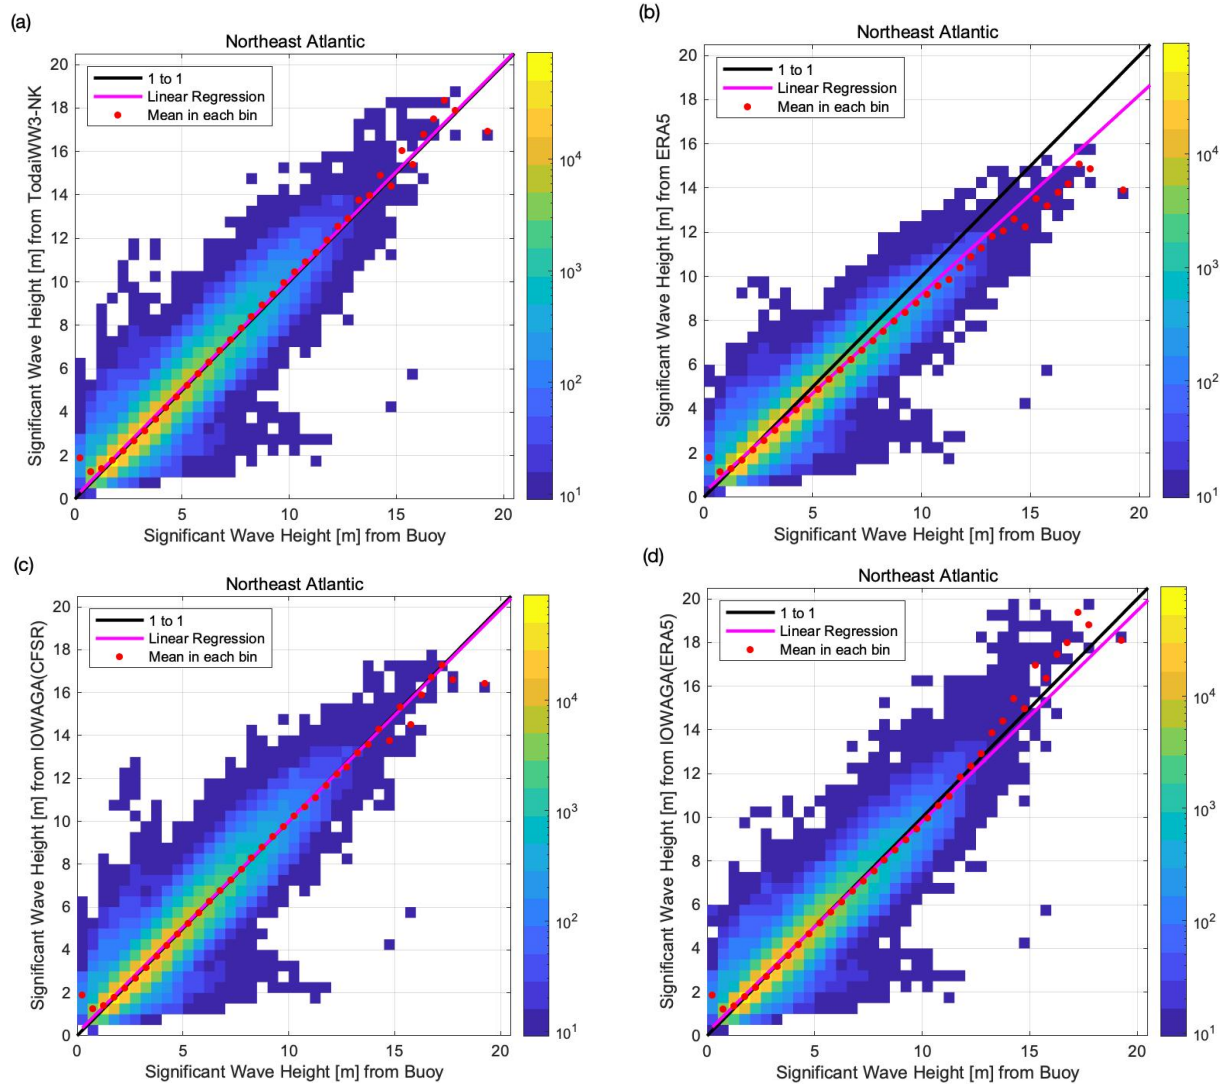 (a)
Northeast Atlantic
1 to 1
Linear Regression
Mean in each bin
Significant Wave Height [m] from TodaiWW3-NK
20
18
16
14
12
10
8
6
4
2
0
0 5 10 15 20
Significant Wave Height [m] from Buoy
10^4
10^3
10^2
10^1
(b)
Northeast Atlantic
1 to 1
Linear Regression
Mean in each bin
Significant Wave Height [m] from ERA5
20
18
16
14
12
10
8
6
4
2
0
0 5 10 15 20
Significant Wave Height [m] from Buoy
10^4
10^3
10^2
10^1
(c)
Northeast Atlantic
1 to 1
Linear Regression
Mean in each bin
Significant Wave Height [m] from IOWAGA(CFSR)
20
18
16
14
12
10
8
6
4
2
0
0 5 10 15 20
Significant Wave Height [m] from Buoy
10^4
10^3
10^2
10^1
(d)
Northeast Atlantic
1 to 1
Linear Regression
Mean in each bin
Significant Wave Height [m] from IOWAGA(ERA5)
20
18
16
14
12
10
8
6
4
2
0
0 5 10 15 20
Significant Wave Height [m] from Buoy
10^4
10^3
10^2
10^1